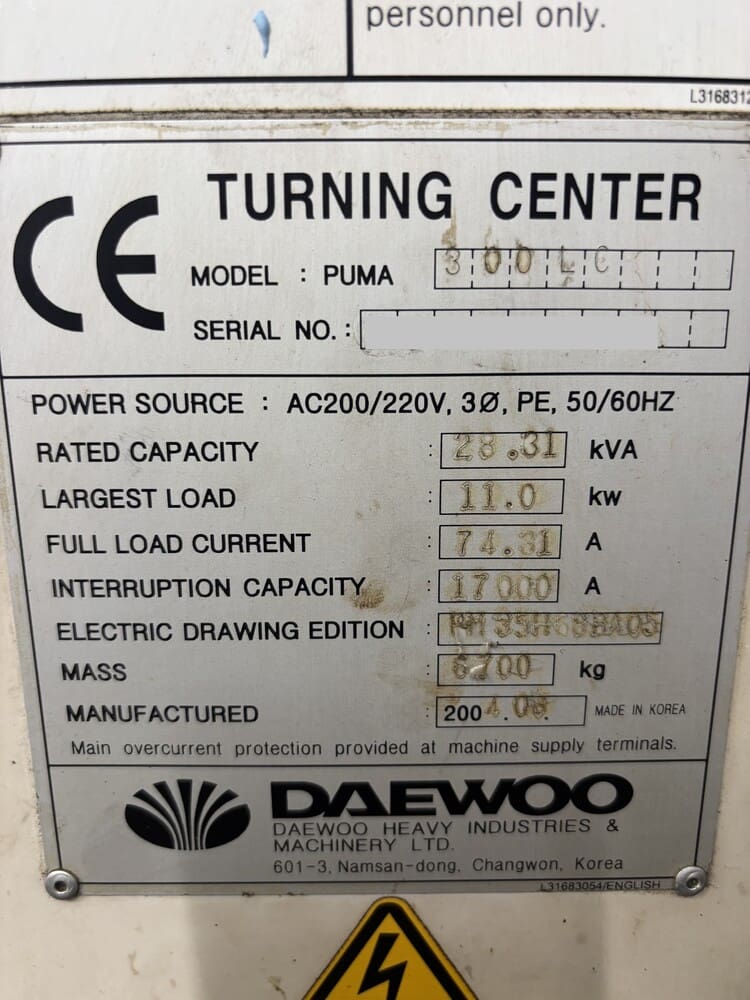 personnel only.
L3168312
CE TURNING CENTER
MODEL : PUMA 300LC
SERIAL NO. :
POWER SOURCE : AC200/220V, 3Ø, PE, 50/60HZ
RATED CAPACITY : 28.31 kVA
LARGEST LOAD : 11.0 kw
FULL LOAD CURRENT : 74.31 A
INTERRUPTION CAPACITY : 17000 A
ELECTRIC DRAWING EDITION :
MASS : 6700 kg
MANUFACTURED : 2004. MADE IN KOREA
Main overcurrent protection provided at machine supply terminals.
DAEWOO
DAEWOO HEAVY INDUSTRIES &
MACHINERY LTD.
601-3, Namsan-dong, Changwon, Korea
L31683054/ENGLISH